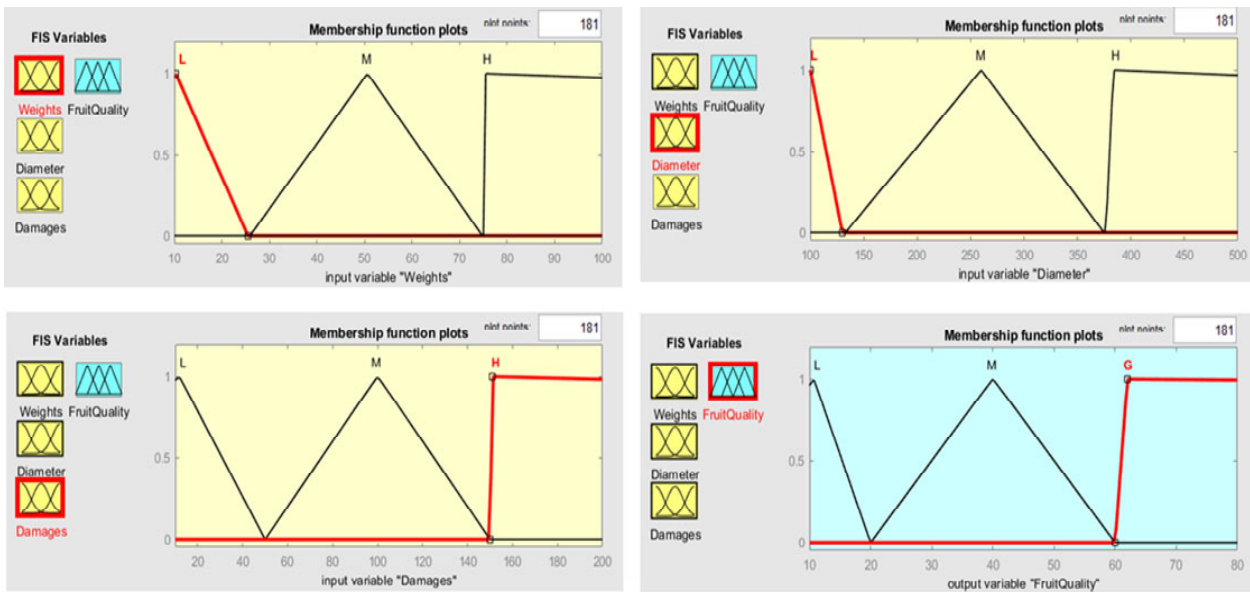 FIS Variables
Membership function plots
plot points:
181
Weights FruitQuality
Diameter
Damages
L
M
H
1
0.5
0
10 20 30 40 50 60 70 80 90 100
input variable "Weights"
FIS Variables
Membership function plots
plot points:
181
Weights FruitQuality
Diameter
Damages
L
M
H
1
0.5
0
100 150 200 250 300 350 400 450 500
input variable "Diameter"
FIS Variables
Membership function plots
plot points:
181
Weights FruitQuality
Diameter
Damages
L
M
H
1
0.5
0
20 40 60 80 100 120 140 160 180 200
input variable "Damages"
FIS Variables
Membership function plots
plot points:
181
Weights FruitQuality
Diameter
Damages
L
M
G
1
0.5
0
10 20 30 40 50 60 70 80
output variable "FruitQuality"